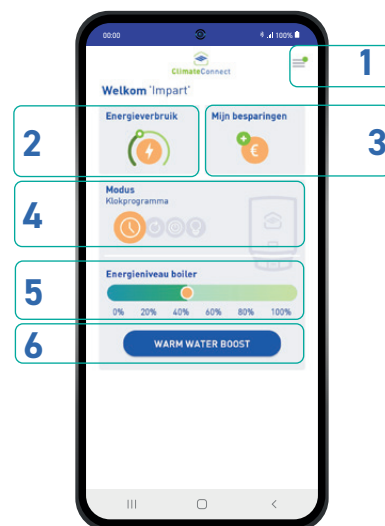 00:00 100%
1
ClimateConnect
Welkom 'Impart'
2
Energieverbruik
Mijn besparingen
€
3
4
Modus
Klokprogramma
5
Energieniveau boiler
0% 20% 40% 60% 80% 100%
6
WARM WATER BOOST